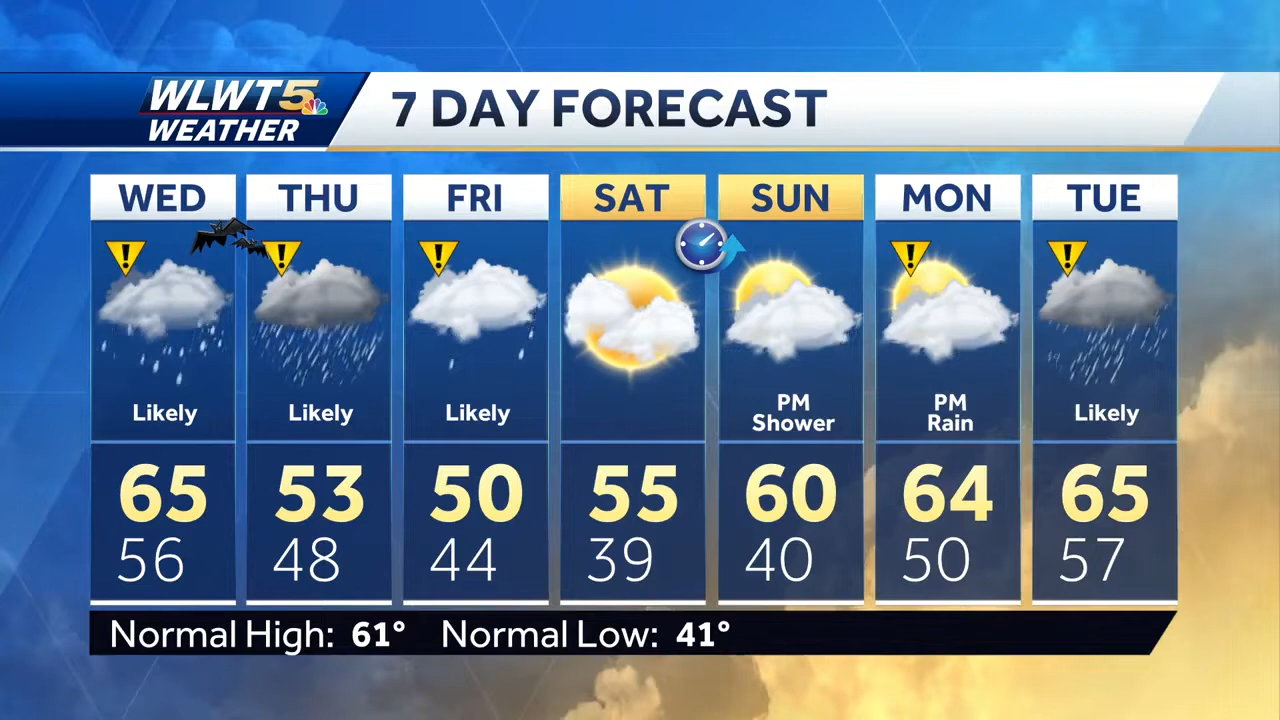 WLWT5
WEATHER
7 DAY FORECAST
WED THU FRI SAT SUN MON TUE
! ! ! ! !
Likely Likely Likely PM Shower PM Rain Likely
65 53 50 55 60 64 65
56 48 44 39 40 50 57
Normal High: 61° Normal Low: 41°